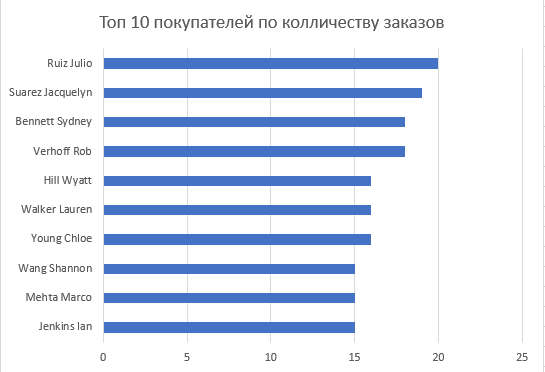 Топ 10 покупателей по колличеству заказов
Ruiz Julio
Suarez Jacquelyn
Bennett Sydney
Verhoff Rob
Hill Wyatt
Walker Lauren
Young Chloe
Wang Shannon
Mehta Marco
Jenkins Ian
0 5 10 15 20 25